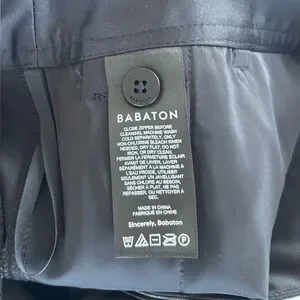 BABATON
CLOSE ZIPPER BEFORE
CLEANING, MACHINE WASH
COLD SEPARATELY, ONLY
NON-CHLORINE BLEACH WHEN
NEEDED, DRY FLAT, DO NOT
IRON, OR DRY CLEAN.
FERMER LA FERMETURE ÉCLAIR
AVANT DE LAVER, LAVER
SÉPARÉMENT À LA MACHINE À
L'EAU FROIDE, UTILISER
SEULEMENT UN JAVELLISANT
SANS CHLORE AU BESOIN,
SÉCHER À PLAT, NE PAS
REPASSER, OU NETTOYER À
SEC.
MADE IN CHINA
FABRIQUÉ EN CHINE
Sincerely, Babaton